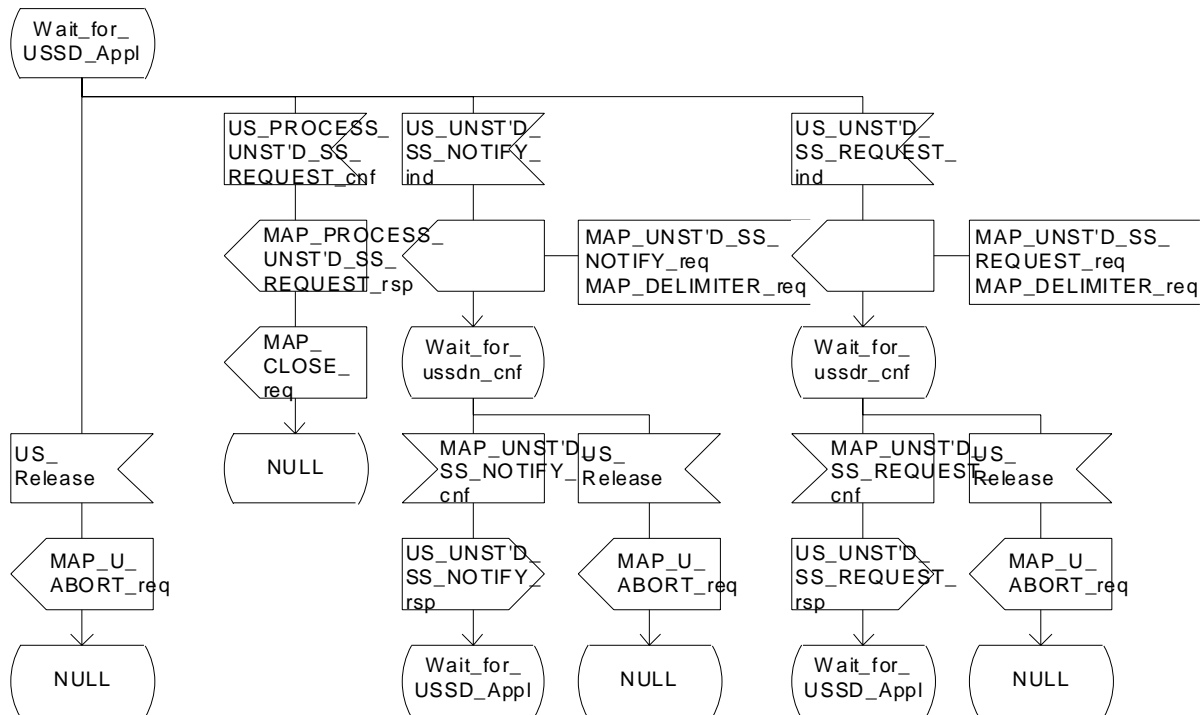 Wait_for_
USSD_Appl
US_PROCESS_
UNST'D_SS_
REQUEST_cnf
US_UNST'D_
SS_NOTIFY_
ind
US_UNST'D_
SS_REQUEST_
ind
MAP_PROCESS_
UNST'D_SS_
REQUEST_rsp
MAP_UNST'D_SS_
NOTIFY_req
MAP_DELIMITER_req
MAP_UNST'D_SS_
REQUEST_req
MAP_DELIMITER_req
MAP_
CLOSE_
req
Wait_for_
ussdn_cnf
Wait_for_
ussdr_cnf
US_
Release
NULL
MAP_UNST'D_
SS_NOTIFY_
cnf
US_
Release
MAP_UNST'D_
SS_REQUEST_
cnf
US_
Release
MAP_U_
ABORT_req
US_UNST'D_
SS_NOTIFY_
rsp
MAP_U_
ABORT_req
US_UNST'D_
SS_REQUEST_
rsp
MAP_U_
ABORT_req
NULL
Wait_for_
USSD_Appl
NULL
Wait_for_
USSD_Appl
NULL